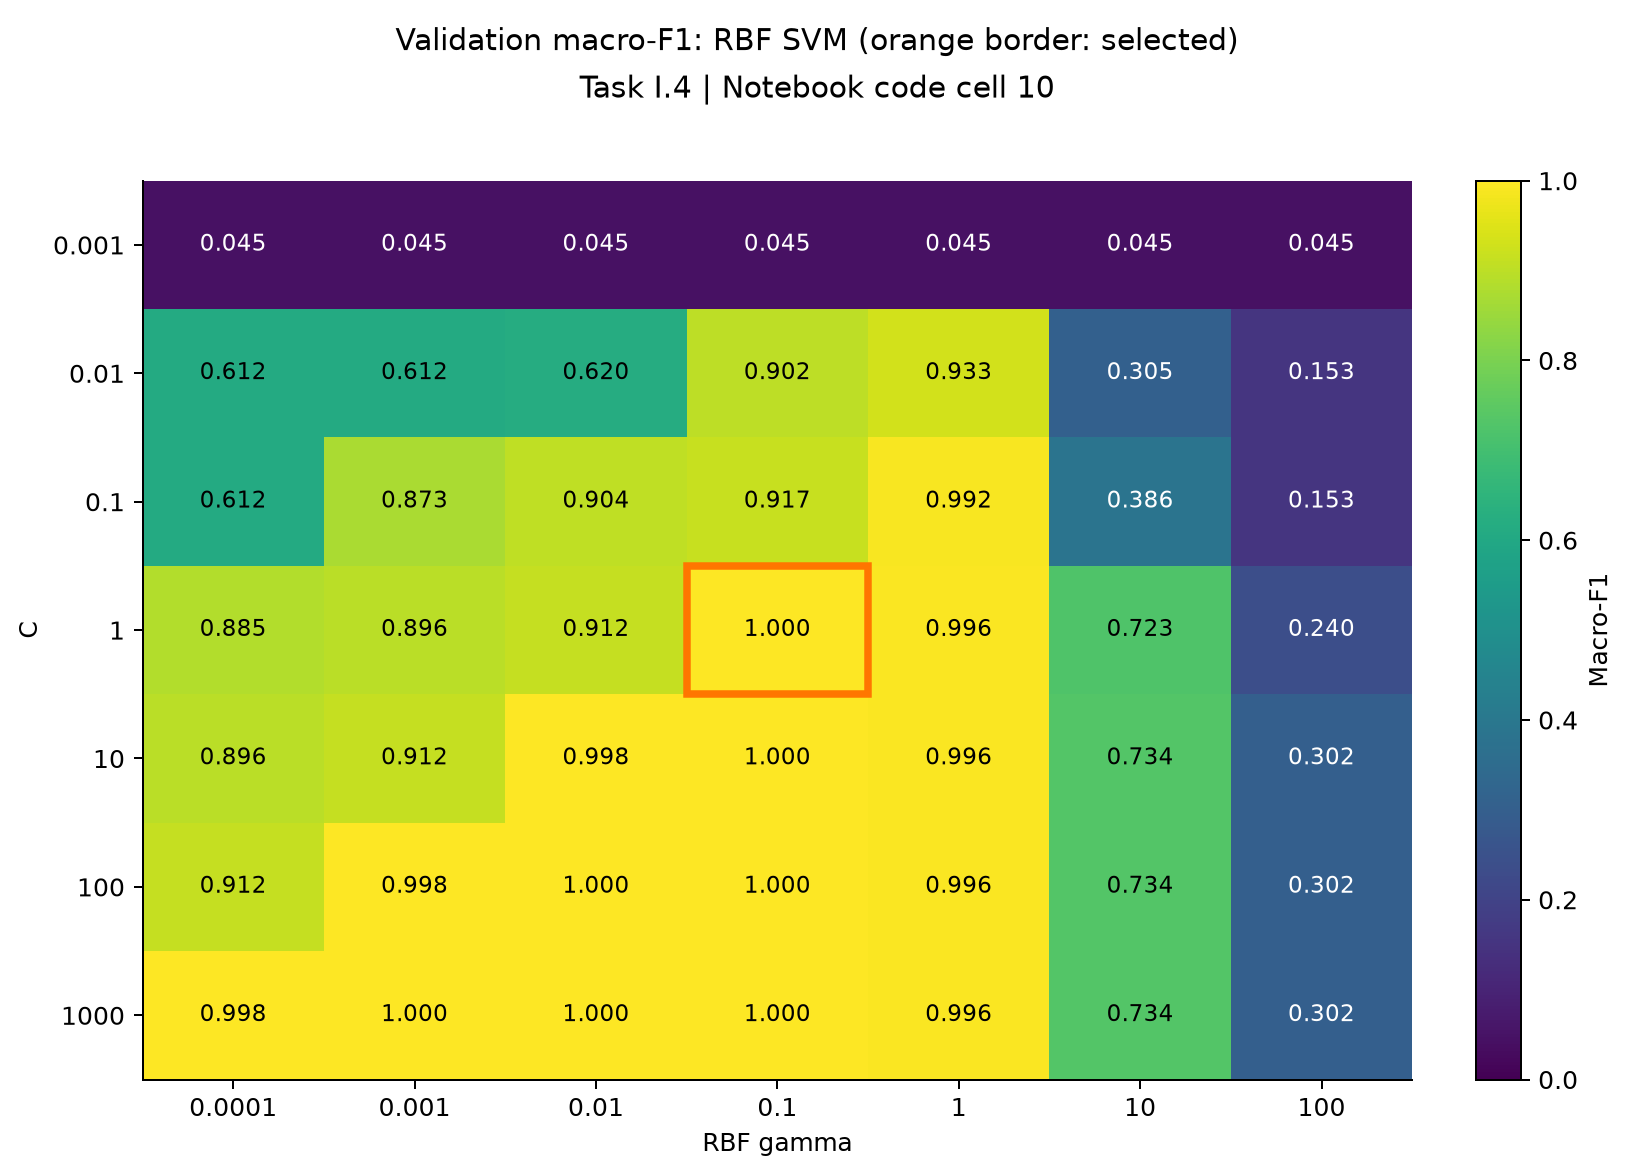 Validation macro-F1: RBF SVM (orange border: selected)
Task I.4 | Notebook code cell 10
0.001 0.045 0.045 0.045 0.045 0.045 0.045 0.045
0.01 0.612 0.612 0.620 0.902 0.933 0.305 0.153
0.1 0.612 0.873 0.904 0.917 0.992 0.386 0.153
1 0.885 0.896 0.912 1.000 0.996 0.723 0.240
10 0.896 0.912 0.998 1.000 0.996 0.734 0.302
100 0.912 0.998 1.000 1.000 0.996 0.734 0.302
1000 0.998 1.000 1.000 1.000 0.996 0.734 0.302
0.0001 0.001 0.01 0.1 1 10 100
RBF gamma
C
1.0
0.8
0.6
0.4
0.2
0.0
Macro-F1